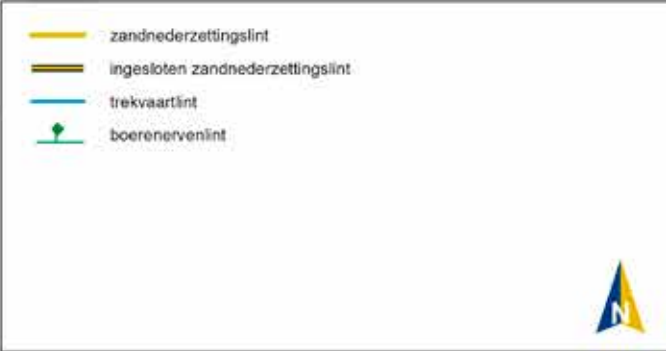 zandnederzettingslint
ingesloten zandnederzettingslint
trekvaartlint
boerenervenlint
N